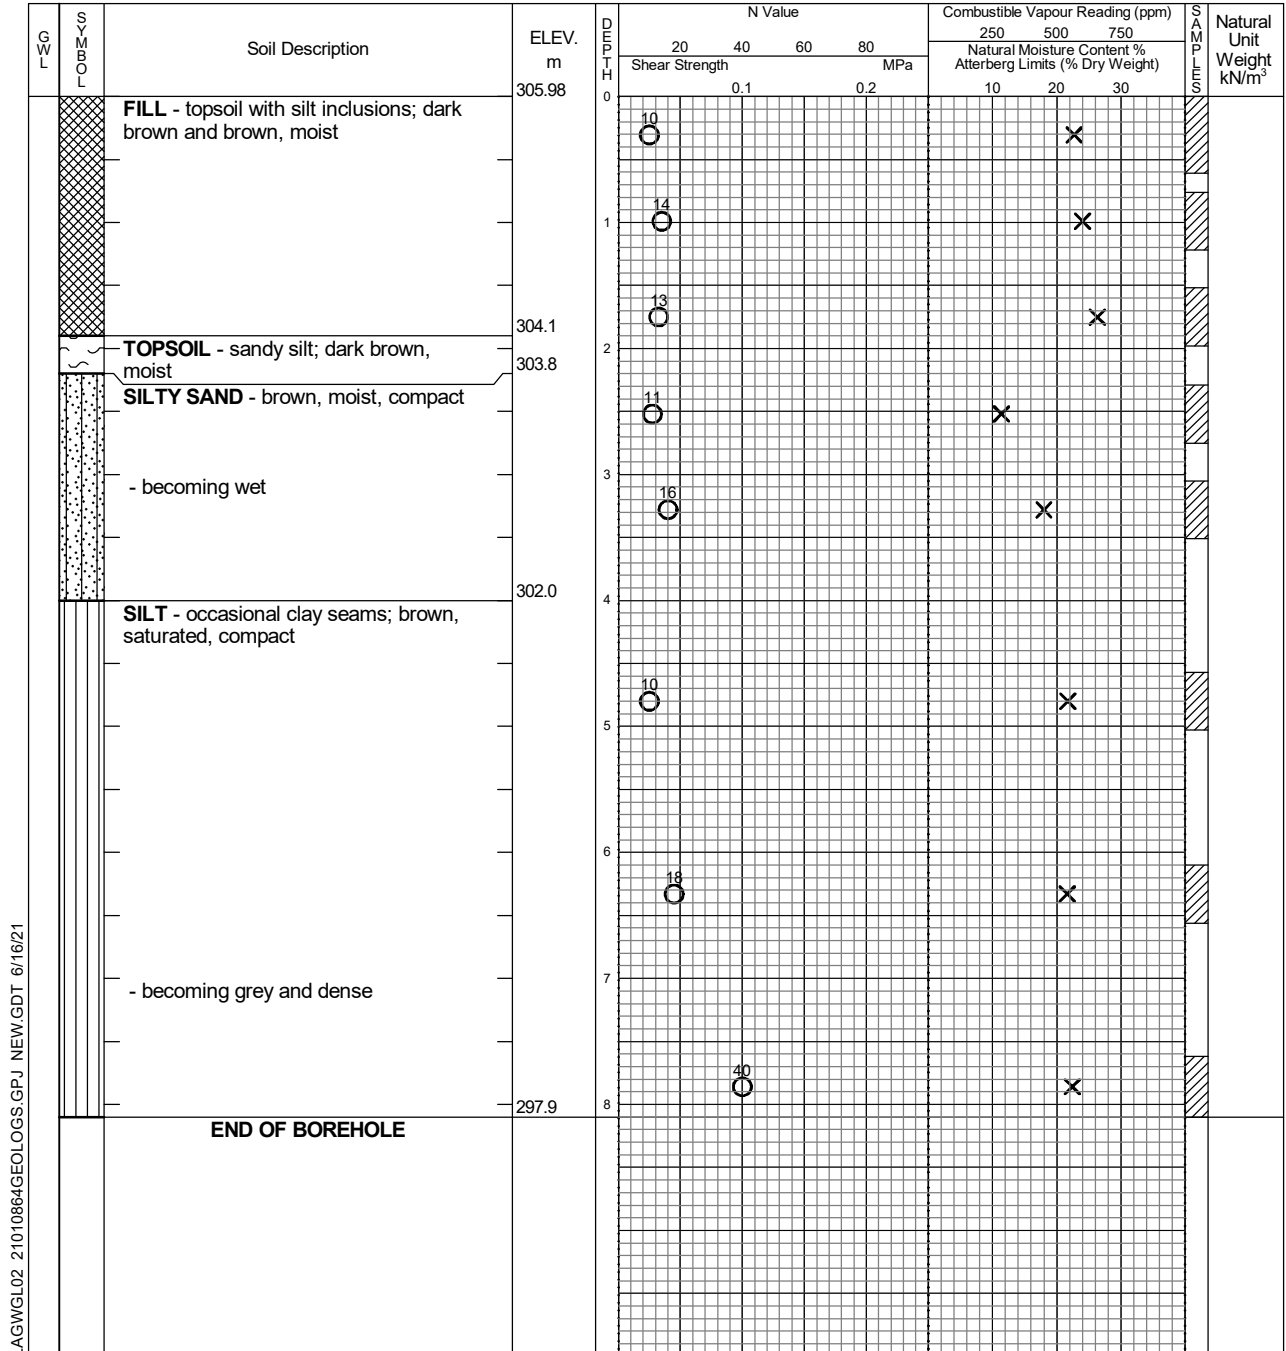 GWL
SYMBOL
Soil Description
ELEV.
m
305.98
DEPTH
N Value
20 40 60 80
Shear Strength MPa
0.1 0.2
Combustible Vapour Reading (ppm)
250 500 750
Natural Moisture Content %
Atterberg Limits (% Dry Weight)
10 20 30
SAMPLES
Natural
Unit
Weight
kN/m³
0
FILL - topsoil with silt inclusions; dark
brown and brown, moist
10
14
1
13
304.1
2
TOPSOIL - sandy silt; dark brown,
moist
303.8
SILTY SAND - brown, moist, compact
11
3
- becoming wet
16
302.0
4
SILT - occasional clay seams; brown,
saturated, compact
10
5
6
18
7
- becoming grey and dense
40
297.9
8
END OF BOREHOLE
AGWGL02 21010864GEOLOGS.GPJ NEW.GDT 6/16/21